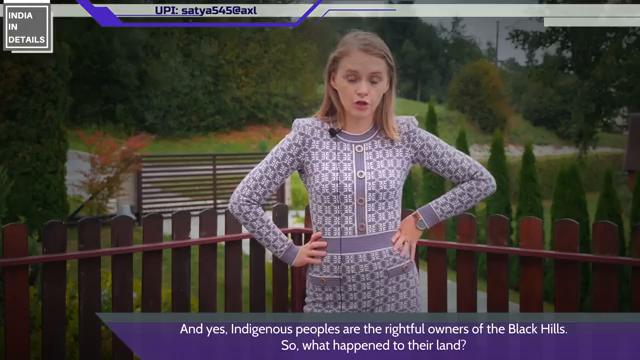 UPI: satya545@axl
INDIA
IN
DETAILS
And yes, Indigenous peoples are the rightful owners of the Black Hills.
So, what happened to their land?